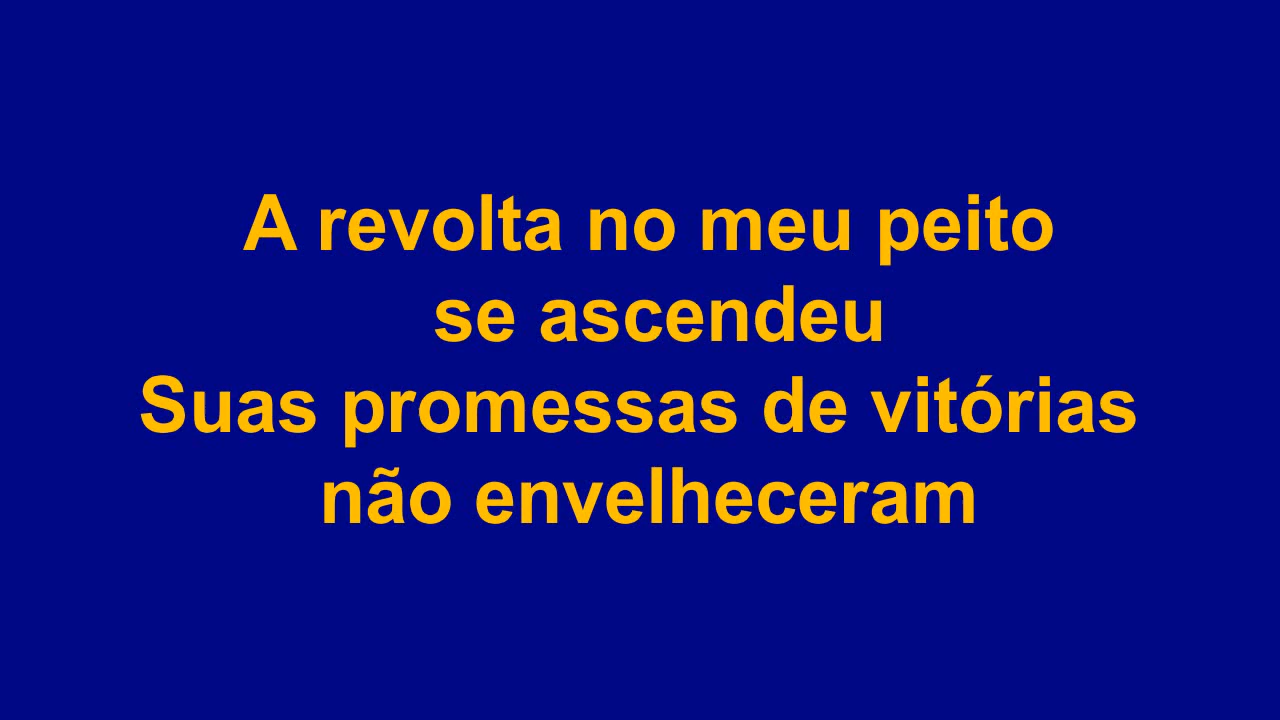 A revolta no meu peito
se ascendeu
Suas promessas de vitórias
não envelheceram